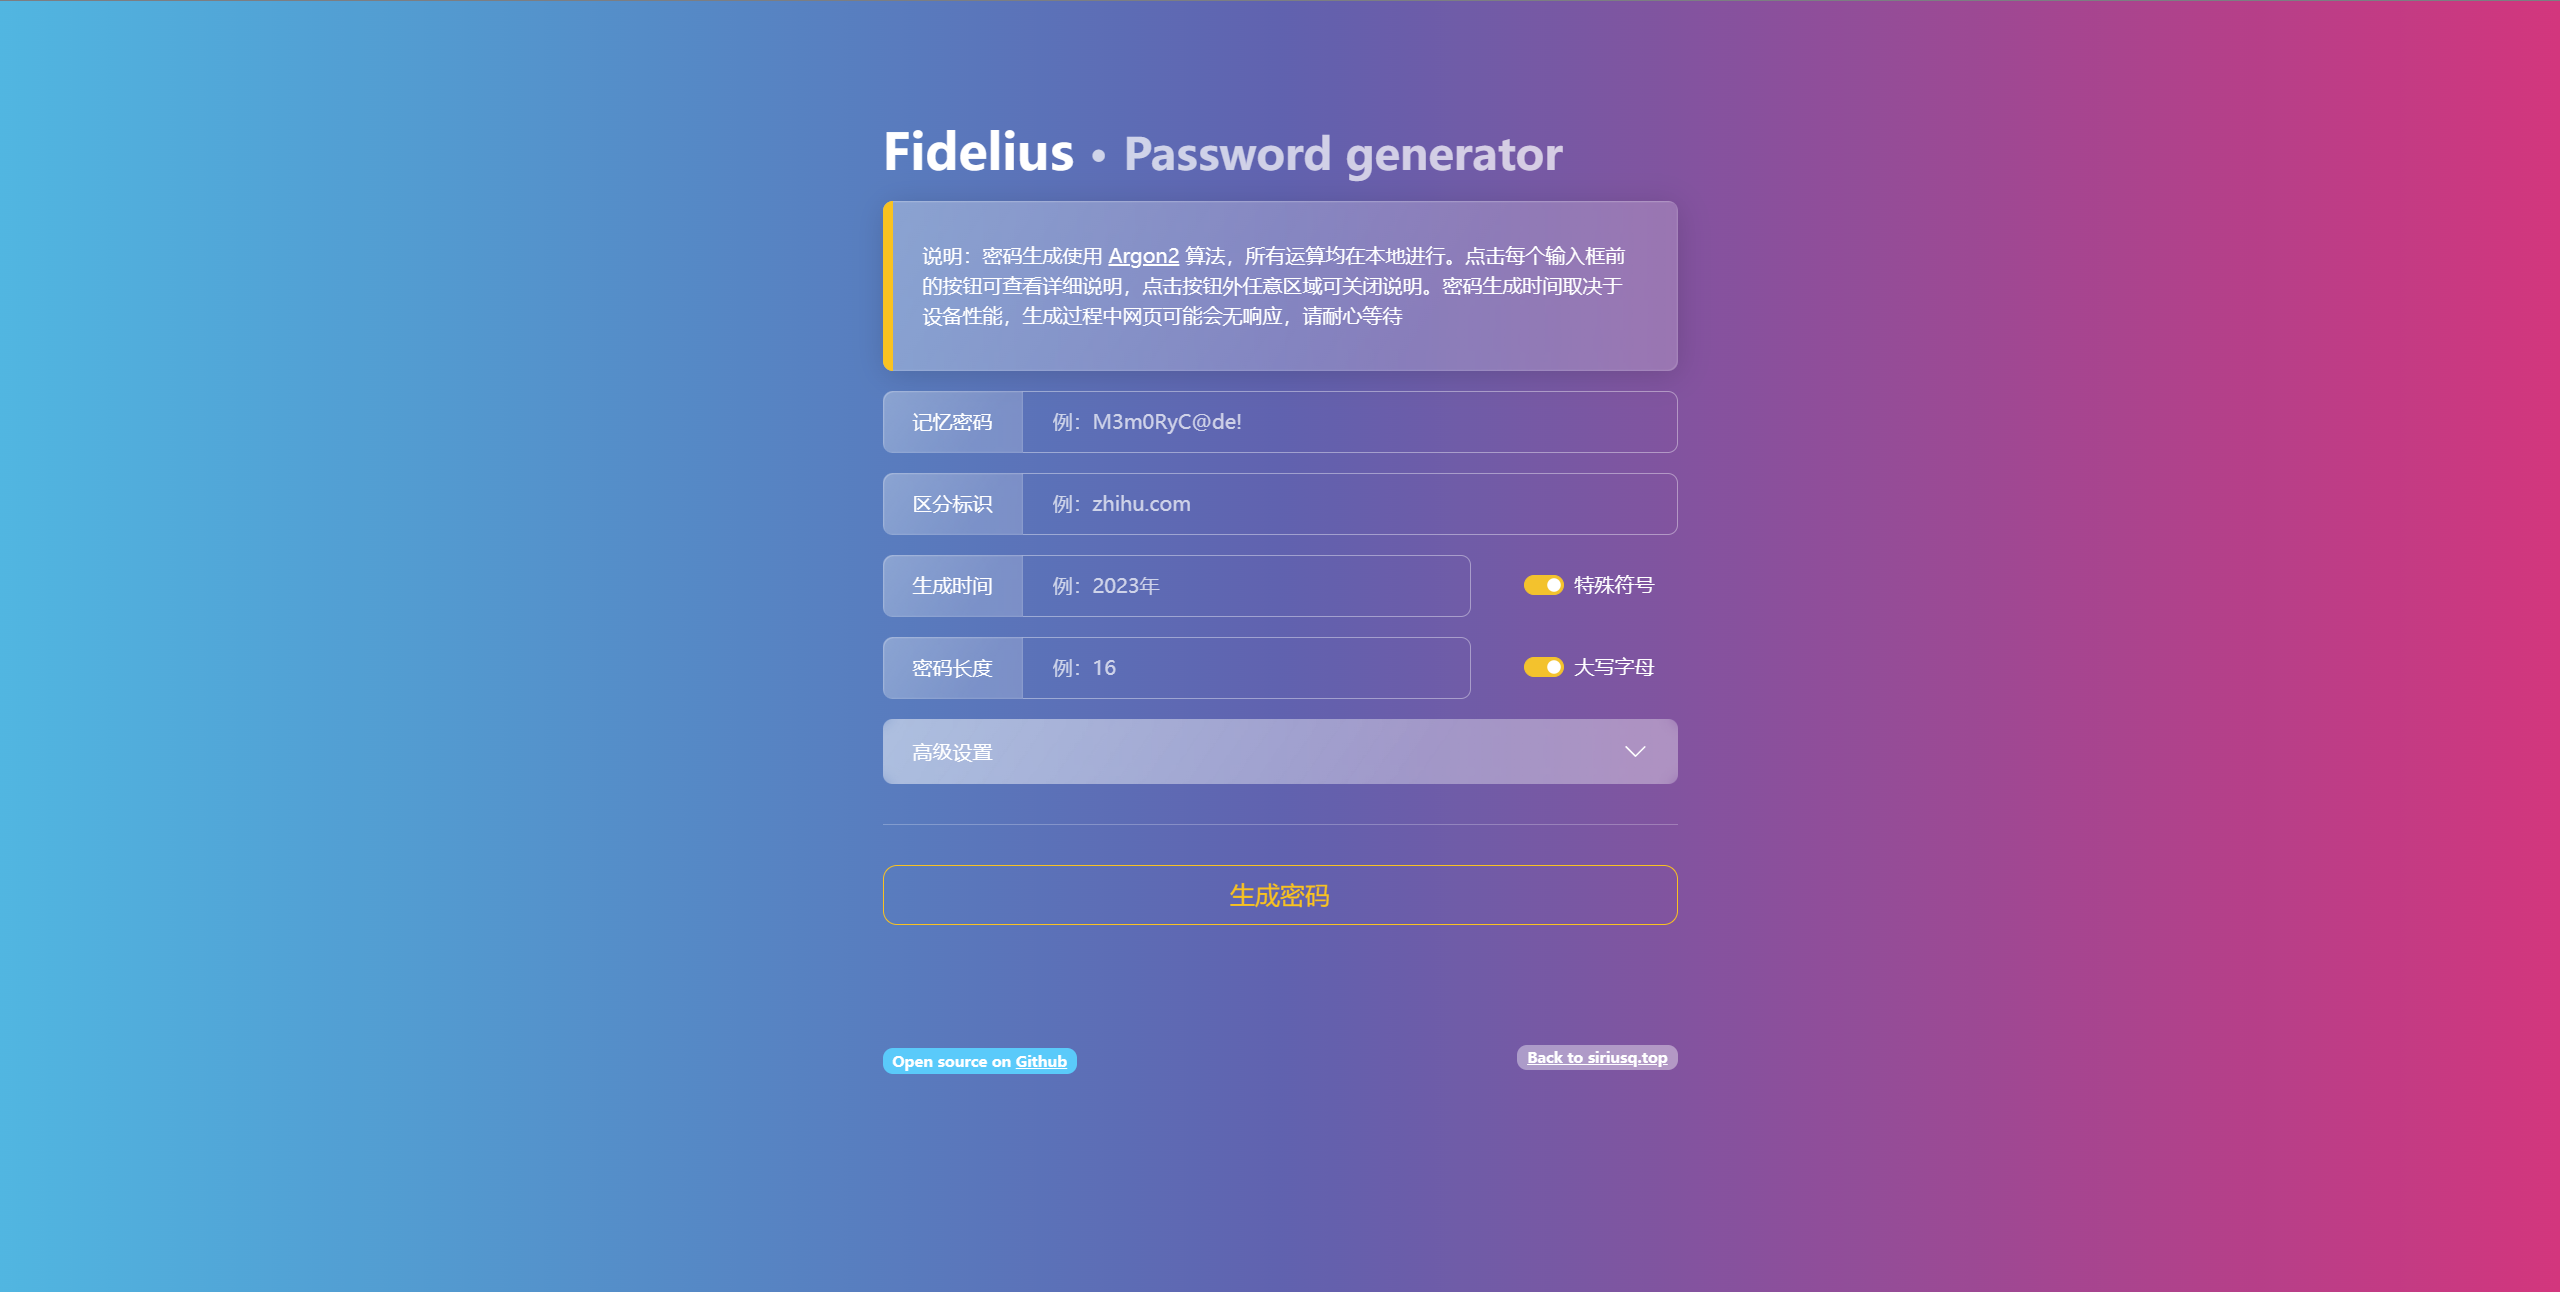 Fidelius • Password generator
说明：密码生成使用 Argon2 算法，所有运算均在本地进行。点击每个输入框前
的按钮可查看详细说明，点击按钮外任意区域可关闭说明。密码生成时间取决于
设备性能，生成过程中网页可能会无响应，请耐心等待
记忆密码 例：M3m0RyC@de!
区分标识 例：zhihu.com
生成时间 例：2023年 特殊符号
密码长度 例：16 大写字母
高级设置
生成密码
Open source on Github Back to siriusq.top